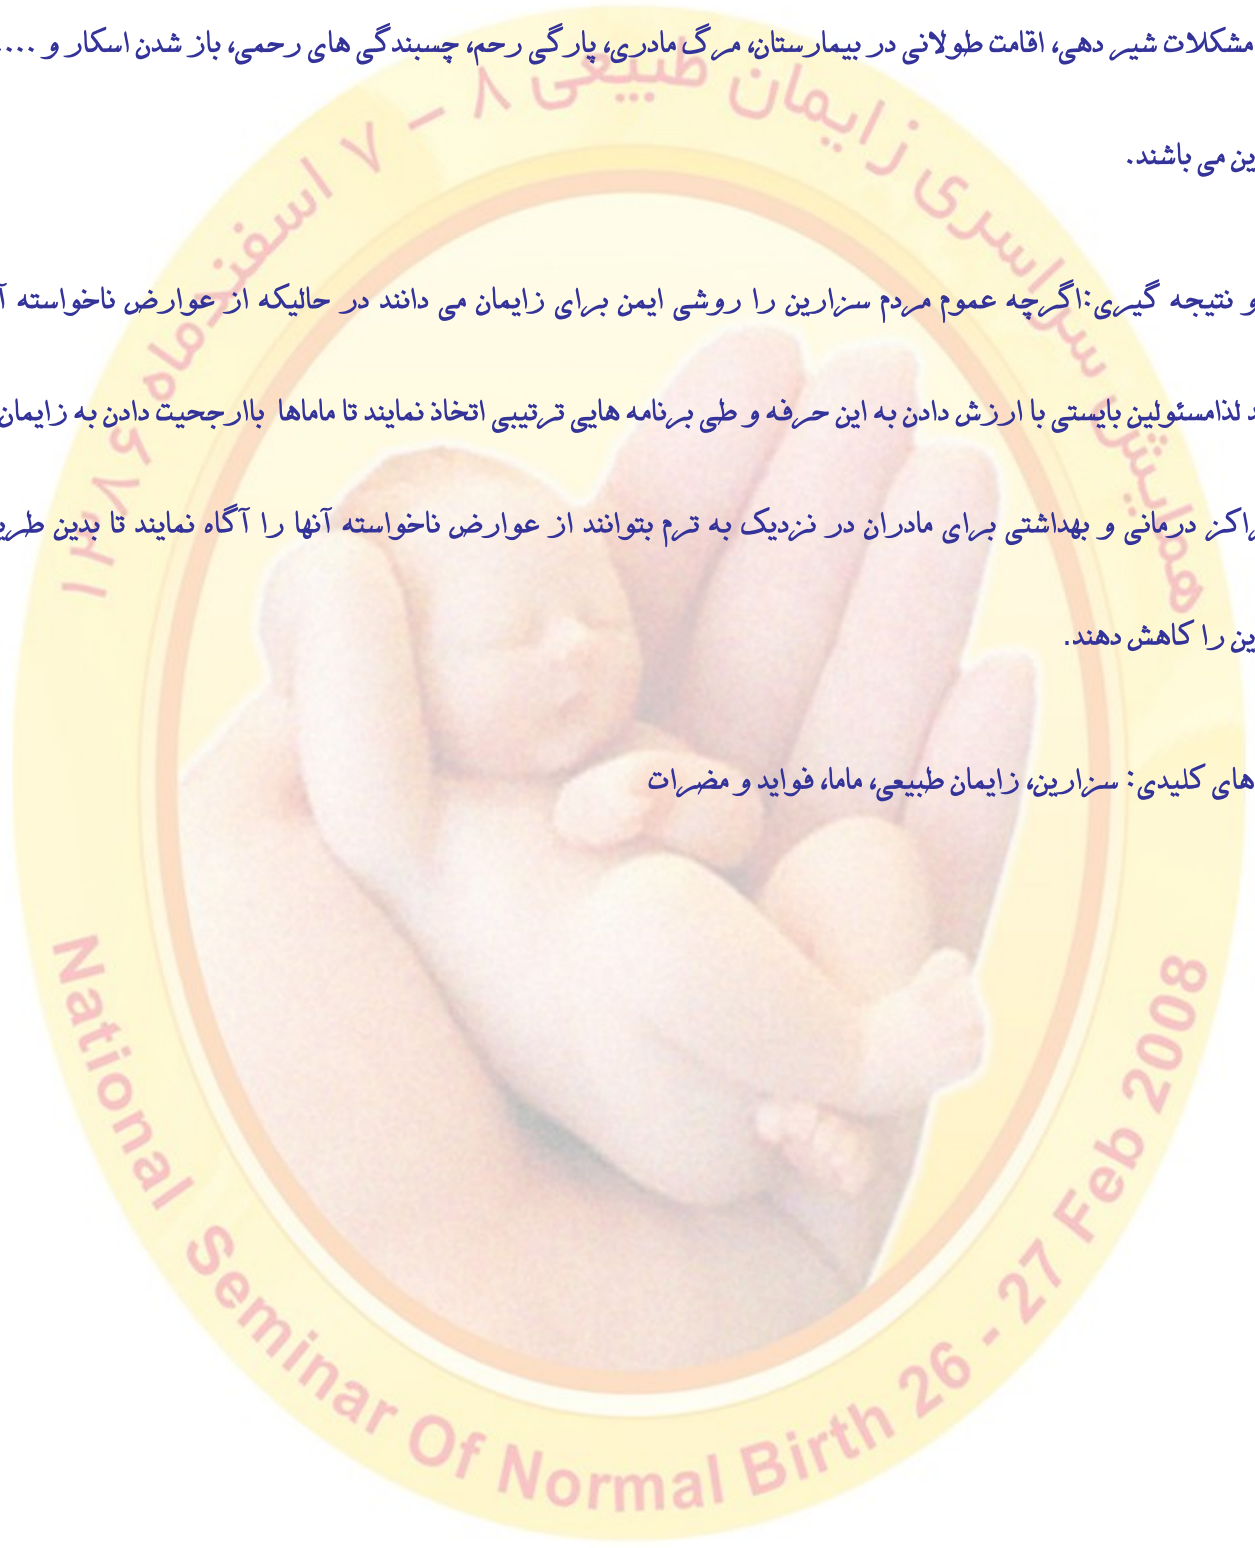 مشکلات شیر دهی، اقامت طولانی در بیمارستان، مرگ مادری، پارگی رحم، چسبندگی های رحمی، باز شدن اسکار و ....
ین می باشند.
و نتیجه گیری:اگرچه عموم مردم سزارین را روشی ایمن برای زایمان می دانند در حالیکه از عوارض ناخواسته آ
د لذامسئولین بایستی با ارزش دادن به این حرفه و طی برنامه هایی ترتیبی اتخاذ نمایند تا ماماها باارجحیت دادن به زایمان
راکز درمانی و بهداشتی برای مادران در نزدیک به ترم بتوانند از عوارض ناخواسته آنها را آگاه نمایند تا بدین طری
ین را کاهش دهند.
های کلیدی: سزارین، زایمان طبیعی، ماما، فواید و مضرات
همایش سراسری زایمان طبیعی ۸ – ۷ اسفندماه ۱۳۸۶
National Seminar Of Normal Birth 26 - 27 Feb 2008